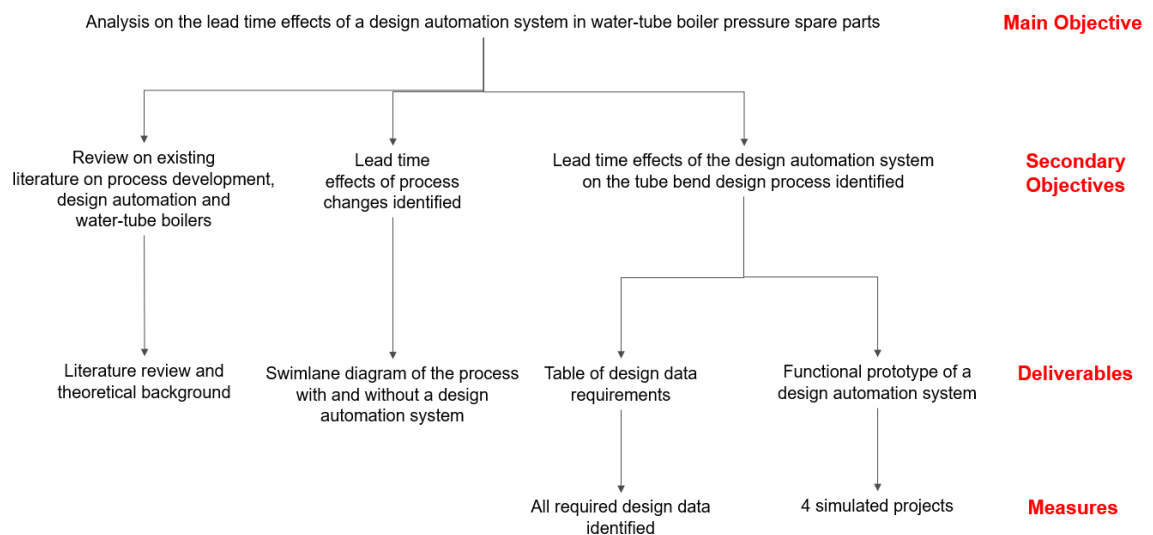 Analysis on the lead time effects of a design automation system in water-tube boiler pressure spare parts
Main Objective
Review on existing
literature on process development,
design automation and
water-tube boilers
Lead time
effects of process
changes identified
Lead time effects of the design automation system
on the tube bend design process identified
Secondary
Objectives
Literature review and
theoretical background
Swimlane diagram of the process
with and without a design
automation system
Table of design data
requirements
Functional prototype of a
design automation system
Deliverables
All required design data
identified
4 simulated projects
Measures